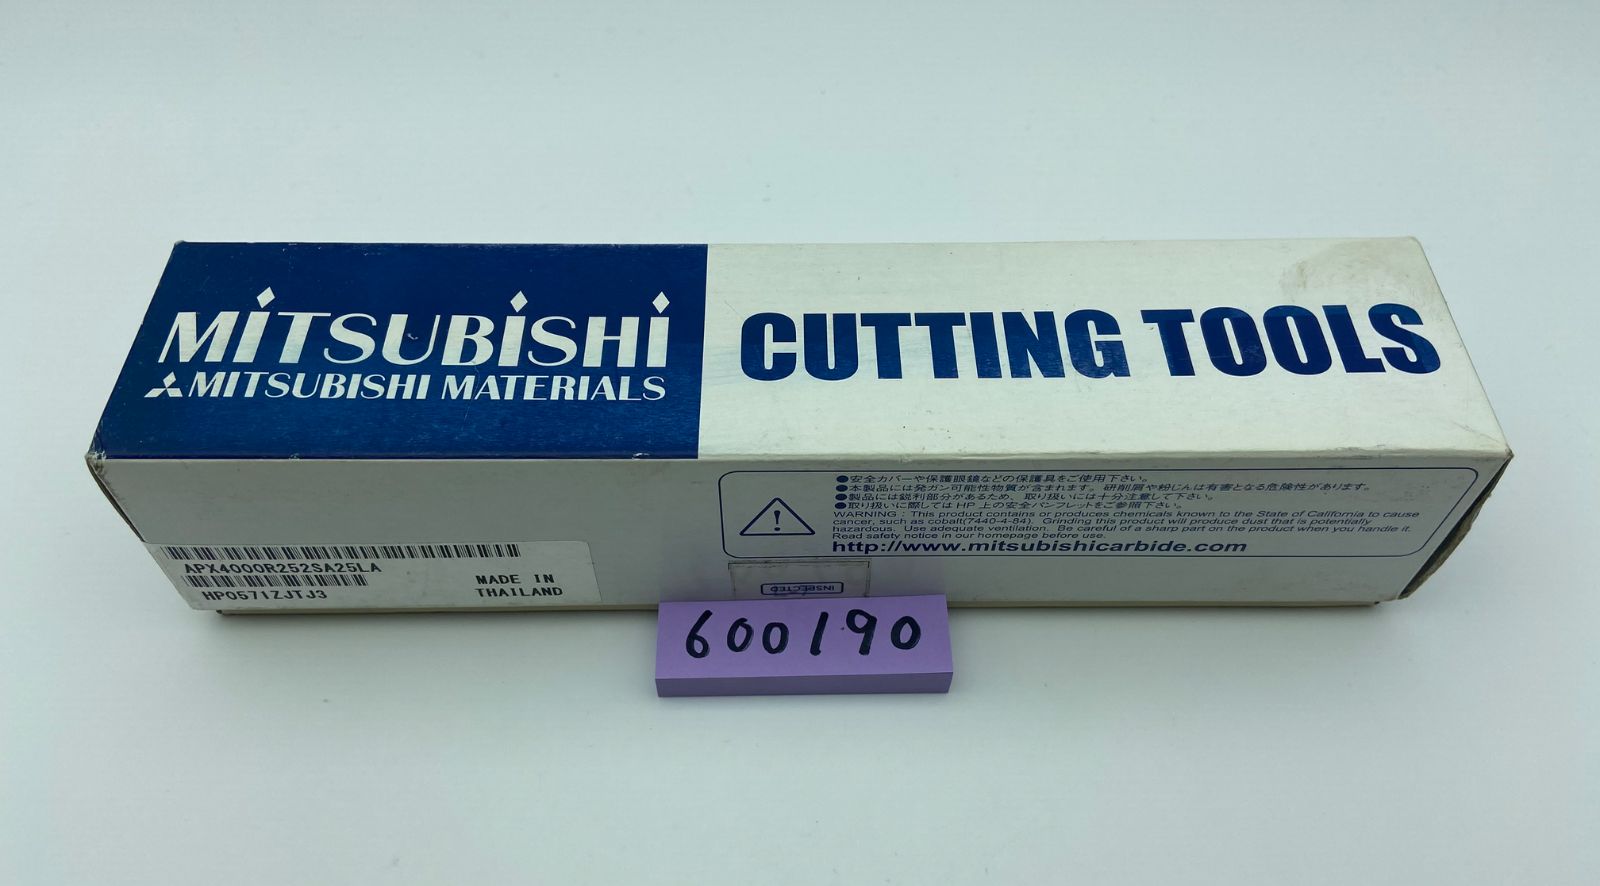 MITSUBISHI
MITSUBISHI MATERIALS
CUTTING TOOLS
●安全カバーや保護眼鏡などの保護具をご使用下さい。
●本製品には発ガン可能性物質が含まれます。研削屑や粉じんは有害となる危険性があります。
●製品には鋭利部分があるため、取り扱いには十分注意して下さい。
●取り扱いに際しては HP 上の安全パンフレットをご参照下さい。
WARNING : This product contains or produces chemicals known to the State of California to cause
cancer, such as cobalt(7440-4-84). Grinding this product will produce dust that is potentially
hazardous. Use adequate ventilation. Be careful of a sharp part on the product when you handle it.
Read safety notice in our homepage before use.
http://www.mitsubishicarbide.com
APX4000R252SA25LA
HP0571ZJTJ3
MADE IN
THAILAND
INSPECTED
600190